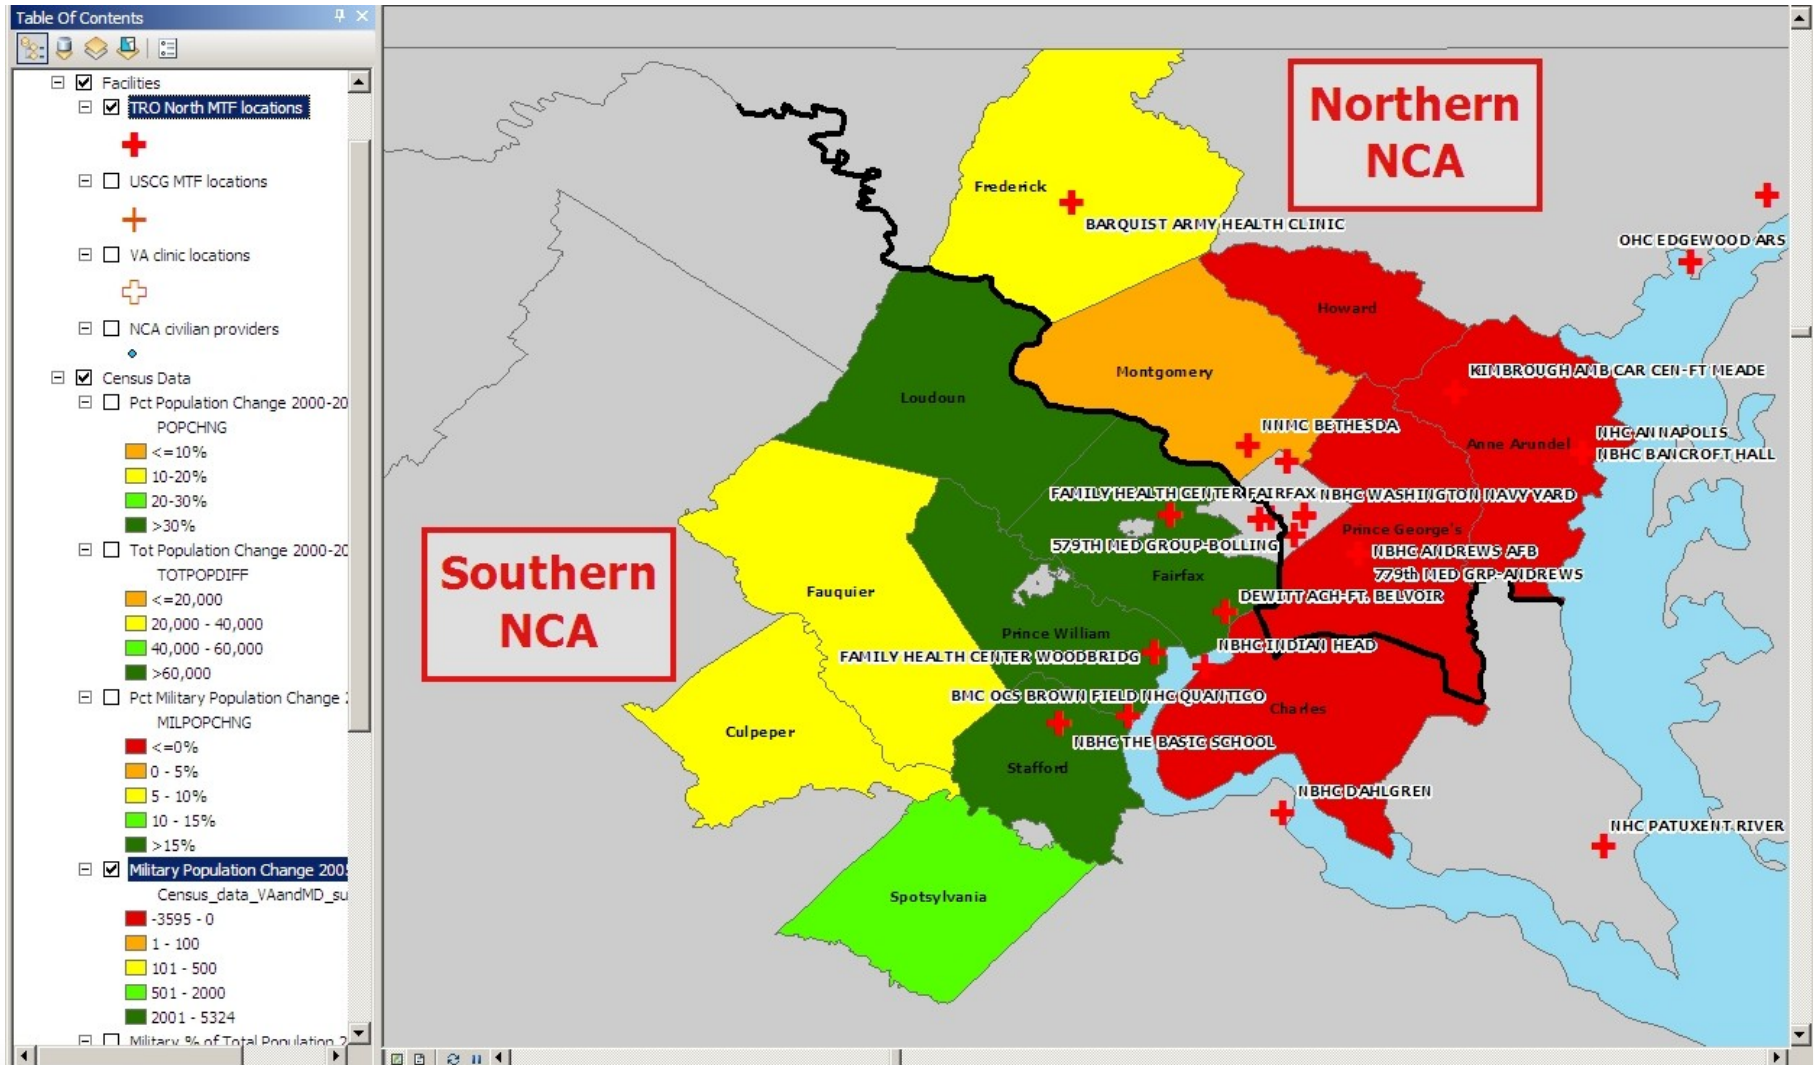 Table Of Contents
Facilities
TRO North MTF locations
USCG MTF locations
VA clinic locations
NCA civilian providers
Census Data
Pct Population Change 2000-20
POPCHNG
<=10%
10-20%
20-30%
>30%
Tot Population Change 2000-20
TOTPOPDIFF
<=20,000
20,000 - 40,000
40,000 - 60,000
>60,000
Pct Military Population Change
MILPOPCHNG
<=0%
0 - 5%
5 - 10%
10 - 15%
>15%
Military Population Change 2005
Census_data_VAandMD_su
-3595 - 0
1 - 100
101 - 500
501 - 2000
2001 - 5324
Military % of Total Population 2
Northern
NCA
Frederick
BARQUIST ARMY HEALTH CLINIC
OHC EDGEWOOD ARS
Howard
Montgomery
KIMBROUGH AMB CAR CEN-FT MEADE
Loudoun
NNMC BETHESDA
Anne Arundel
NHC ANNAPOLIS
NBHC BANCROFT HALL
FAMILY HEALTH CENTER FAIRFAX
NBHC WASHINGTON NAVY YARD
Prince George's
579TH MED GROUP-BOLLING
NBHC ANDREWS AFB
Southern
NCA
Fairfax
779th MED GRP-ANDREWS
Fauquier
DEWITT ACH-FT. BELVOIR
Prince William
NBHC INDIAN HEAD
FAMILY HEALTH CENTER WOODBRIDG
BMC OCS BROWN FIELD
NHC QUANTICO
Charles
Culpeper
NBHC THE BASIC SCHOOL
Stafford
NBHC DAHLGREN
NHC PATUXENT RIVER
Spotsylvania